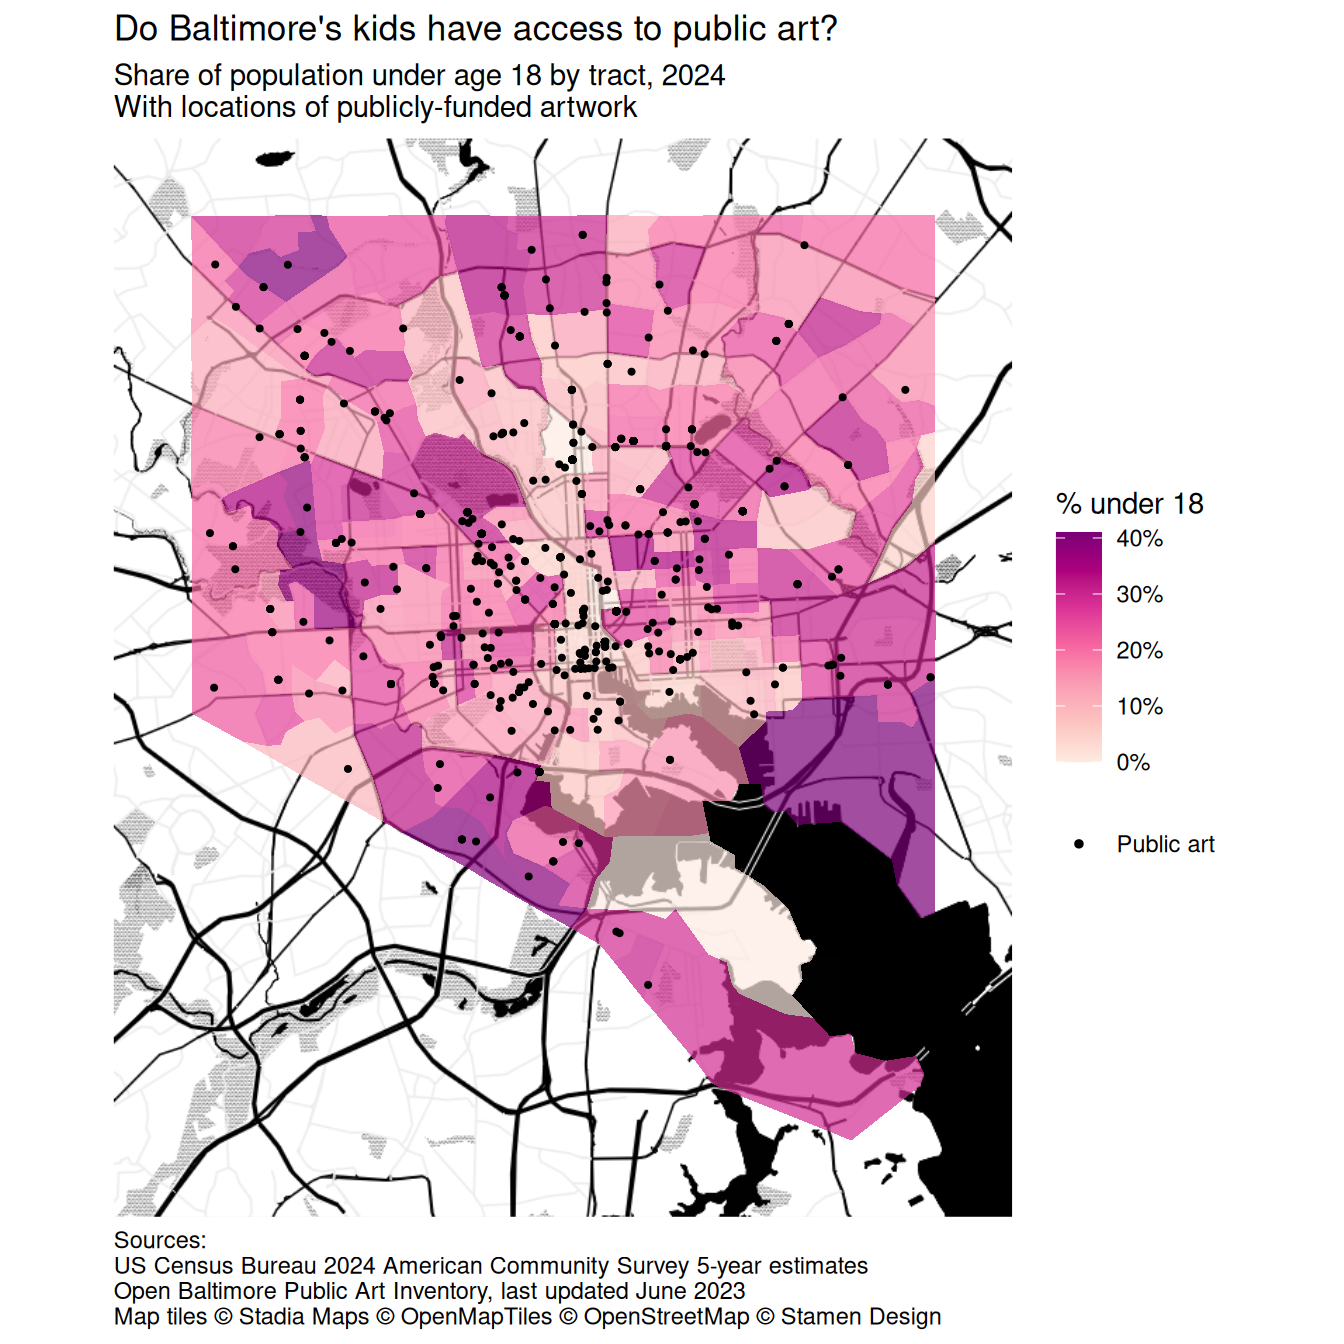 Do Baltimore's kids have access to public art?
Share of population under age 18 by tract, 2024
With locations of publicly-funded artwork
% under 18
40%
30%
20%
10%
0%
Public art
Sources:
US Census Bureau 2024 American Community Survey 5-year estimates
Open Baltimore Public Art Inventory, last updated June 2023
Map tiles © Stadia Maps © OpenMapTiles © OpenStreetMap © Stamen Design